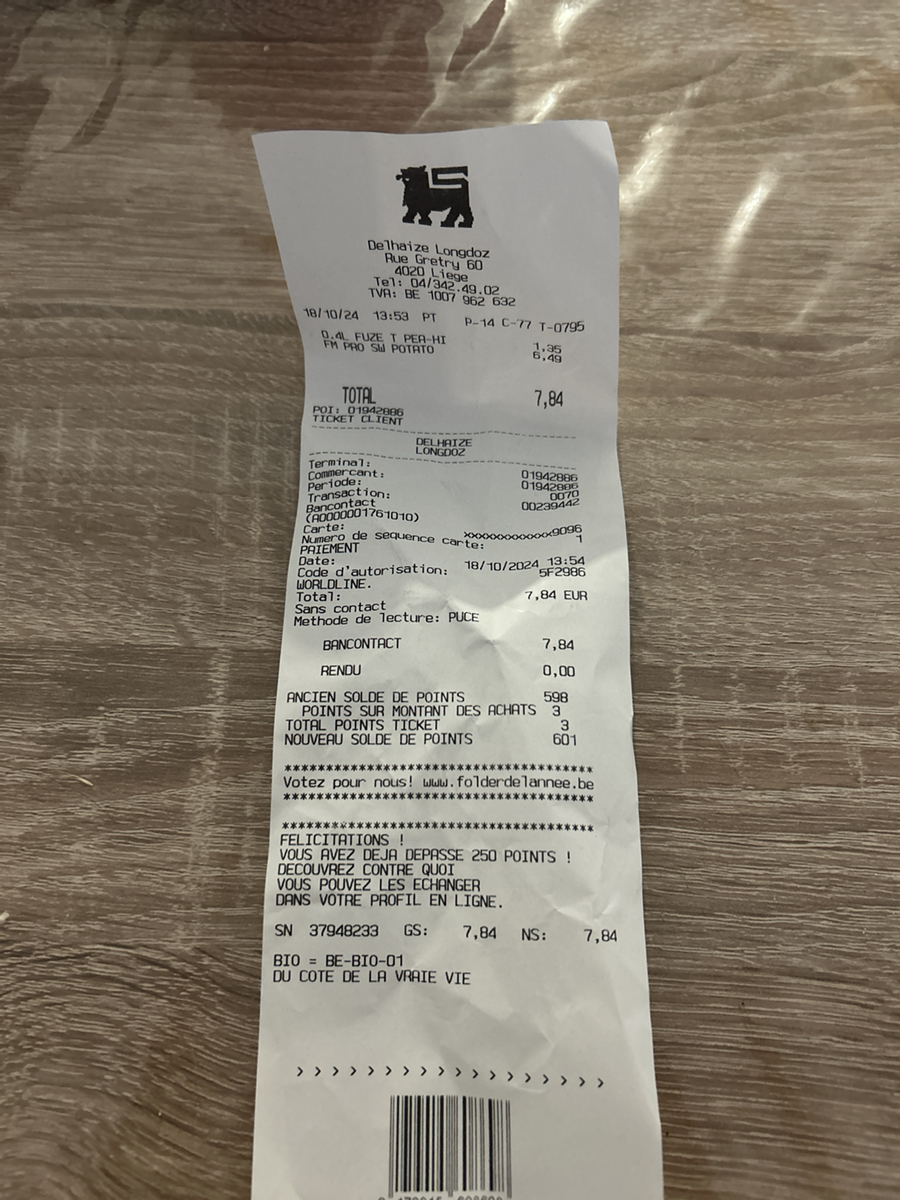 Delhaize Longdoz
Rue Gretry 60
4020 Liege
Tel: 04/342.49.02
TVA: BE 1007 962 632
18/10/24 13:53 PT P-14 C-77 T-0795
0.4L FUZE T PEA-HI 1,35
FM PRO SW POTATO 6,49
TOTAL 7,84
POI: 01942886
TICKET CLIENT
DELHAIZE
LONGDOZ
Terminal: 01942886
Commercant: 01942886
Periode: 0070
Transaction: 00239442
Bancontact
(A0000001761010)
Carte: xxxxxxxxxxxxx9096
Numero de sequence carte: 1
PAIEMENT
Date: 18/10/2024 13:54
Code d'autorisation: 5F2986
WORLDLINE.
Total: 7,84 EUR
Sans contact
Methode de lecture: PUCE
BANCONTACT 7,84
RENDU 0,00
ANCIEN SOLDE DE POINTS 598
POINTS SUR MONTANT DES ACHATS 3
TOTAL POINTS TICKET 3
NOUVEAU SOLDE DE POINTS 601
***********************************
Votez pour nous! www.folderdelannee.be
***********************************
***********************************
FELICITATIONS !
VOUS AVEZ DEJA DEPASSE 250 POINTS !
DECOUVREZ CONTRE QUOI
VOUS POUVEZ LES ECHANGER
DANS VOTRE PROFIL EN LIGNE.
SN 37948233 GS: 7,84 NS: 7,84
BIO = BE-BIO-01
DU COTE DE LA VRAIE VIE
> > > > > > > > > > > > > > > > > >